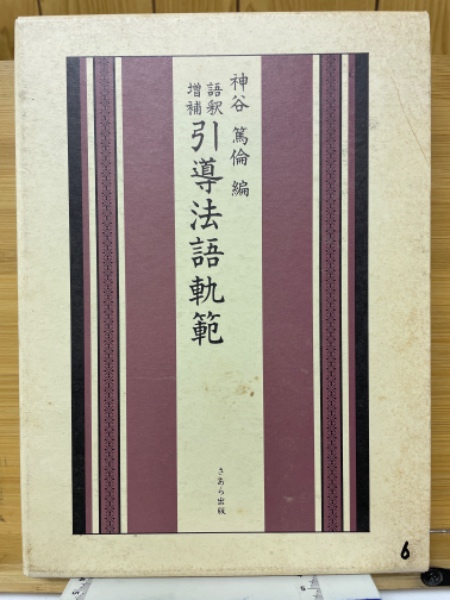 神谷 篤倫 編
語釈
増補
引導法語軌範
さあら出版
6